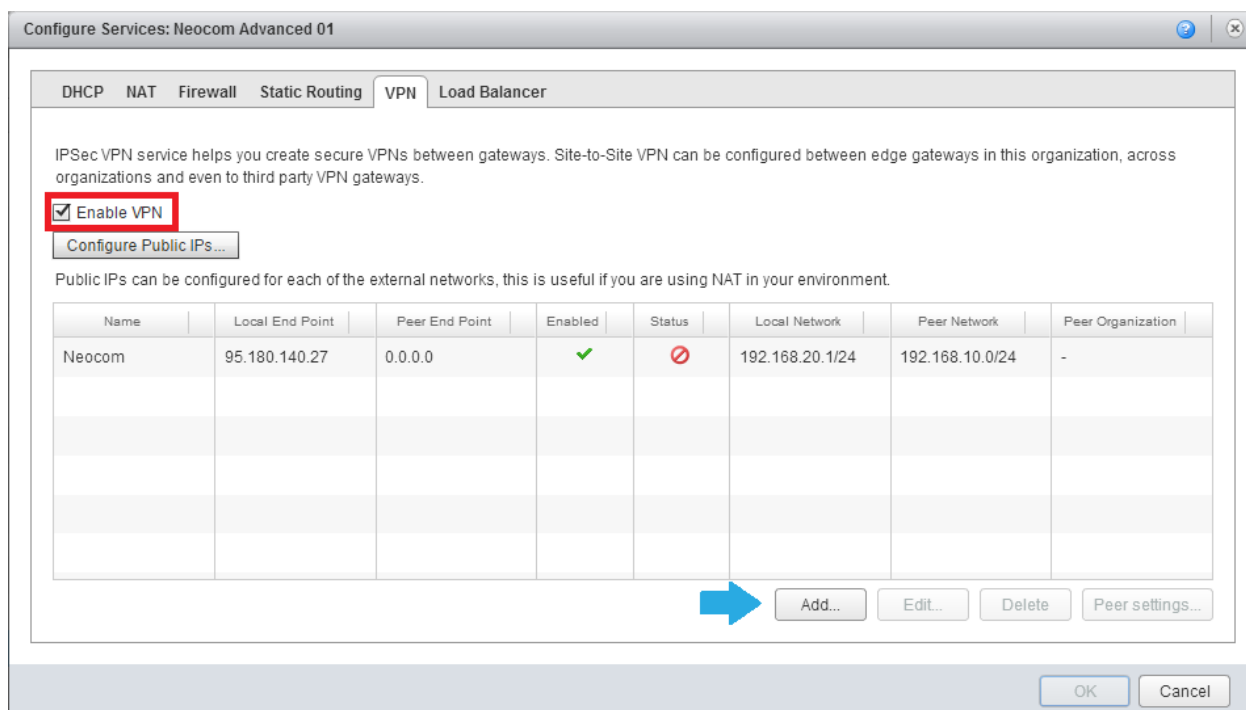 Configure Services: Neocom Advanced 01
DHCP NAT Firewall Static Routing VPN Load Balancer
IPSec VPN service helps you create secure VPNs between gateways. Site-to-Site VPN can be configured between edge gateways in this organization, across
organizations and even to third party VPN gateways.
Enable VPN
Configure Public IPs...
Public IPs can be configured for each of the external networks, this is useful if you are using NAT in your environment.
Name Local End Point Peer End Point Enabled Status Local Network Peer Network Peer Organization
Neocom 95.180.140.27 0.0.0.0 192.168.20.1/24 192.168.10.0/24 -
Add... Edit... Delete Peer settings...
OK Cancel